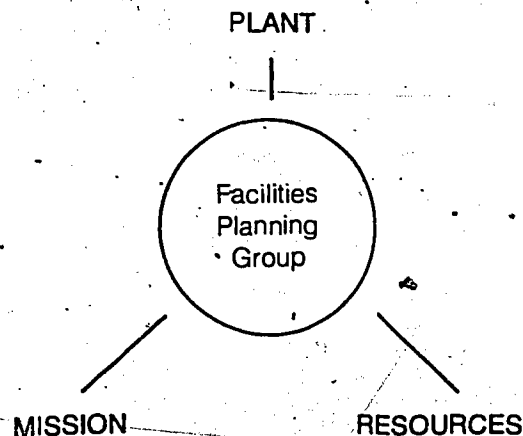 PLANT
Facilities
Planning
Group
MISSION
RESOURCES